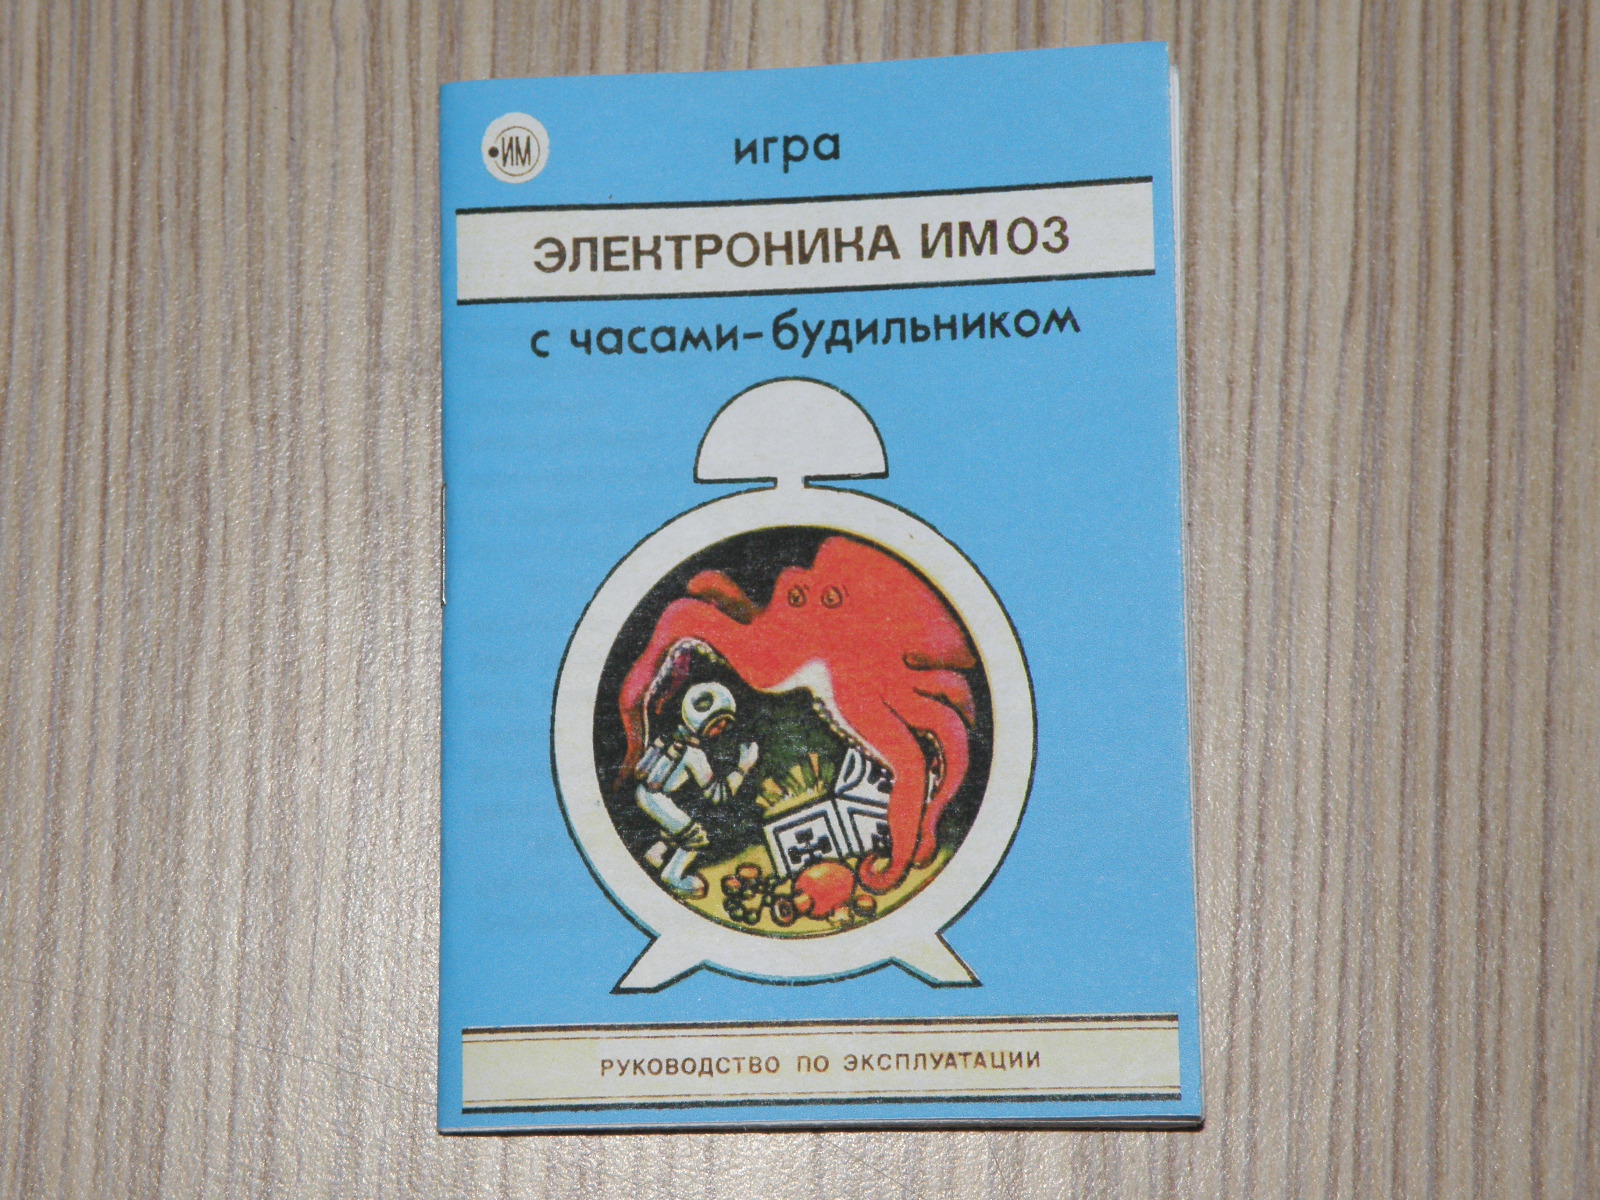 •ИМ
игра
ЭЛЕКТРОНИКА ИМ03
с часами-будильником
РУКОВОДСТВО ПО ЭКСПЛУАТАЦИИ